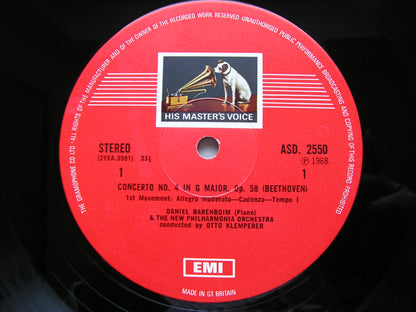 THE GRAMOPHONE CO LTD · ALL RIGHTS OF THE MANUFACTURER AND OF THE OWNER OF THE RECORDED WORK RESERVED UNAUTHORISED PUBLIC PERFORMANCE BROADCASTING AND COPYING OF THIS RECORD PROHIBITED
HIS MASTER'S VOICE
STEREO
(2YEA.3591) 33⅓
1
ASD. 2550
℗ 1968
1
CONCERTO NO. 4 IN G MAJOR, Op. 58 (BEETHOVEN)
1st Movement: Allegro moderato—Cadenza—Tempo I
DANIEL BARENBOIM (Piano)
& THE NEW PHILHARMONIA ORCHESTRA
conducted by OTTO KLEMPERER
EMI
MADE IN GT BRITAIN